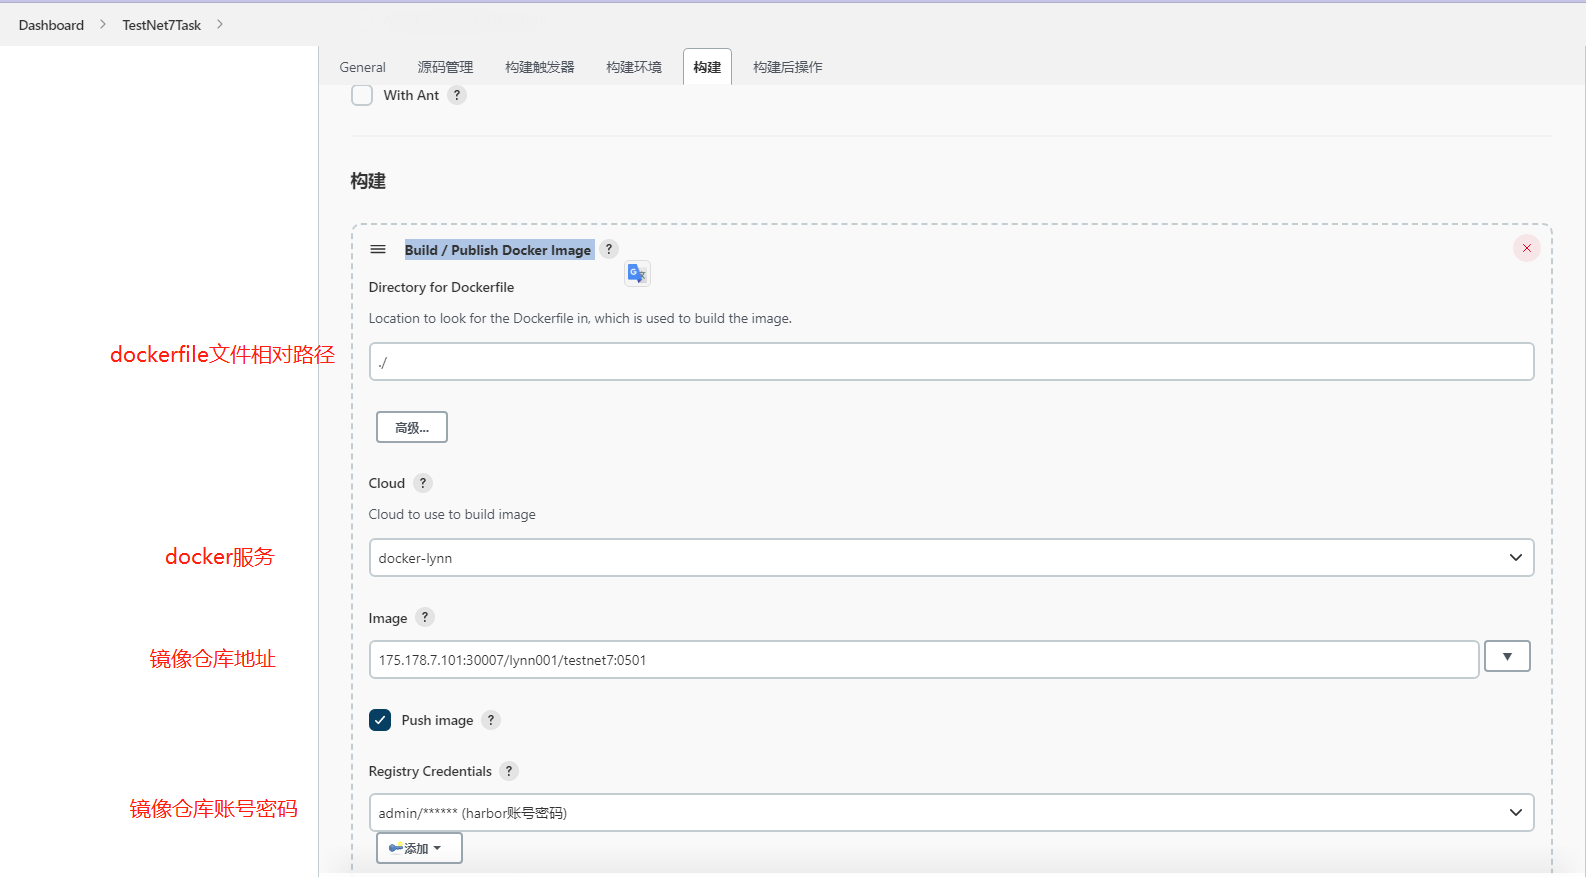 Dashboard > TestNet7Task >
General 源码管理 构建触发器 构建环境 构建 构建后操作
With Ant ?
构建
Build / Publish Docker Image ?
Directory for Dockerfile
Location to look for the Dockerfile in, which is used to build the image.
dockerfile文件相对路径
./
高级...
Cloud ?
Cloud to use to build image
docker服务
docker-lynn
Image ?
镜像仓库地址
175.178.7.101:30007/lynn001/testnet7:0501
Push image ?
Registry Credentials ?
镜像仓库账号密码
admin/****** (harbor账号密码)
添加